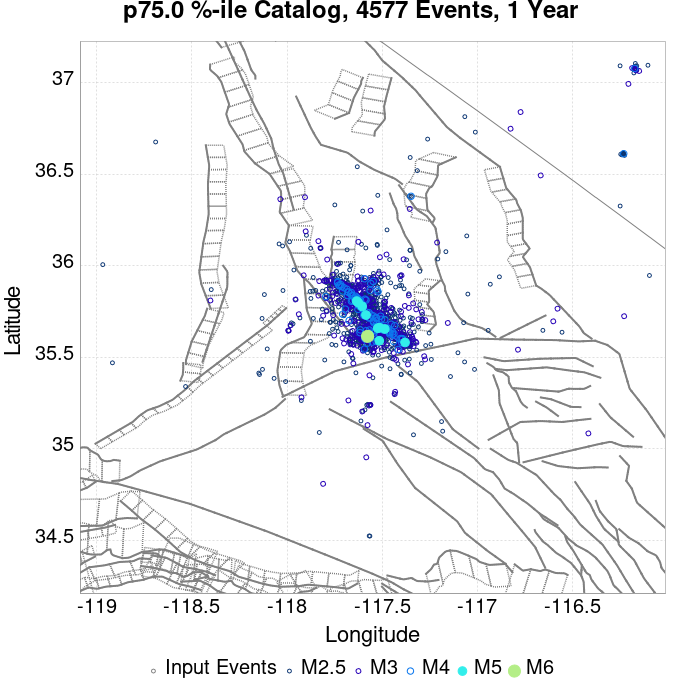 p75.0 %-ile Catalog, 4577 Events, 1 Year
37
36.5
36
35.5
35
34.5
Latitude
-119 -118.5 -118 -117.5 -117 -116.5
Longitude
Input Events M2.5 M3 M4 M5 M6